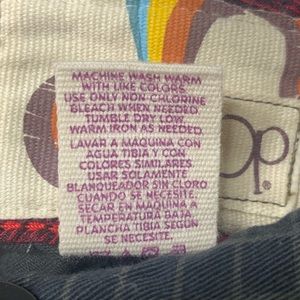 MACHINE WASH WARM
WITH LIKE COLORS.
USE ONLY NON-CHLORINE
BLEACH WHEN NEEDED.
TUMBLE DRY LOW.
WARM IRON AS NEEDED.
LAVAR A MAQUINA CON
AGUA TIBIA Y CON
COLORES SIMILARES.
USAR SOLAMENTE
BLANQUEADOR SIN CLORO
CUANDO SE NECESITE.
SECAR EN MAQUINA A
TEMPERATURA BAJA.
PLANCHA TIBIA SEGUN
SE NECESITE.
op